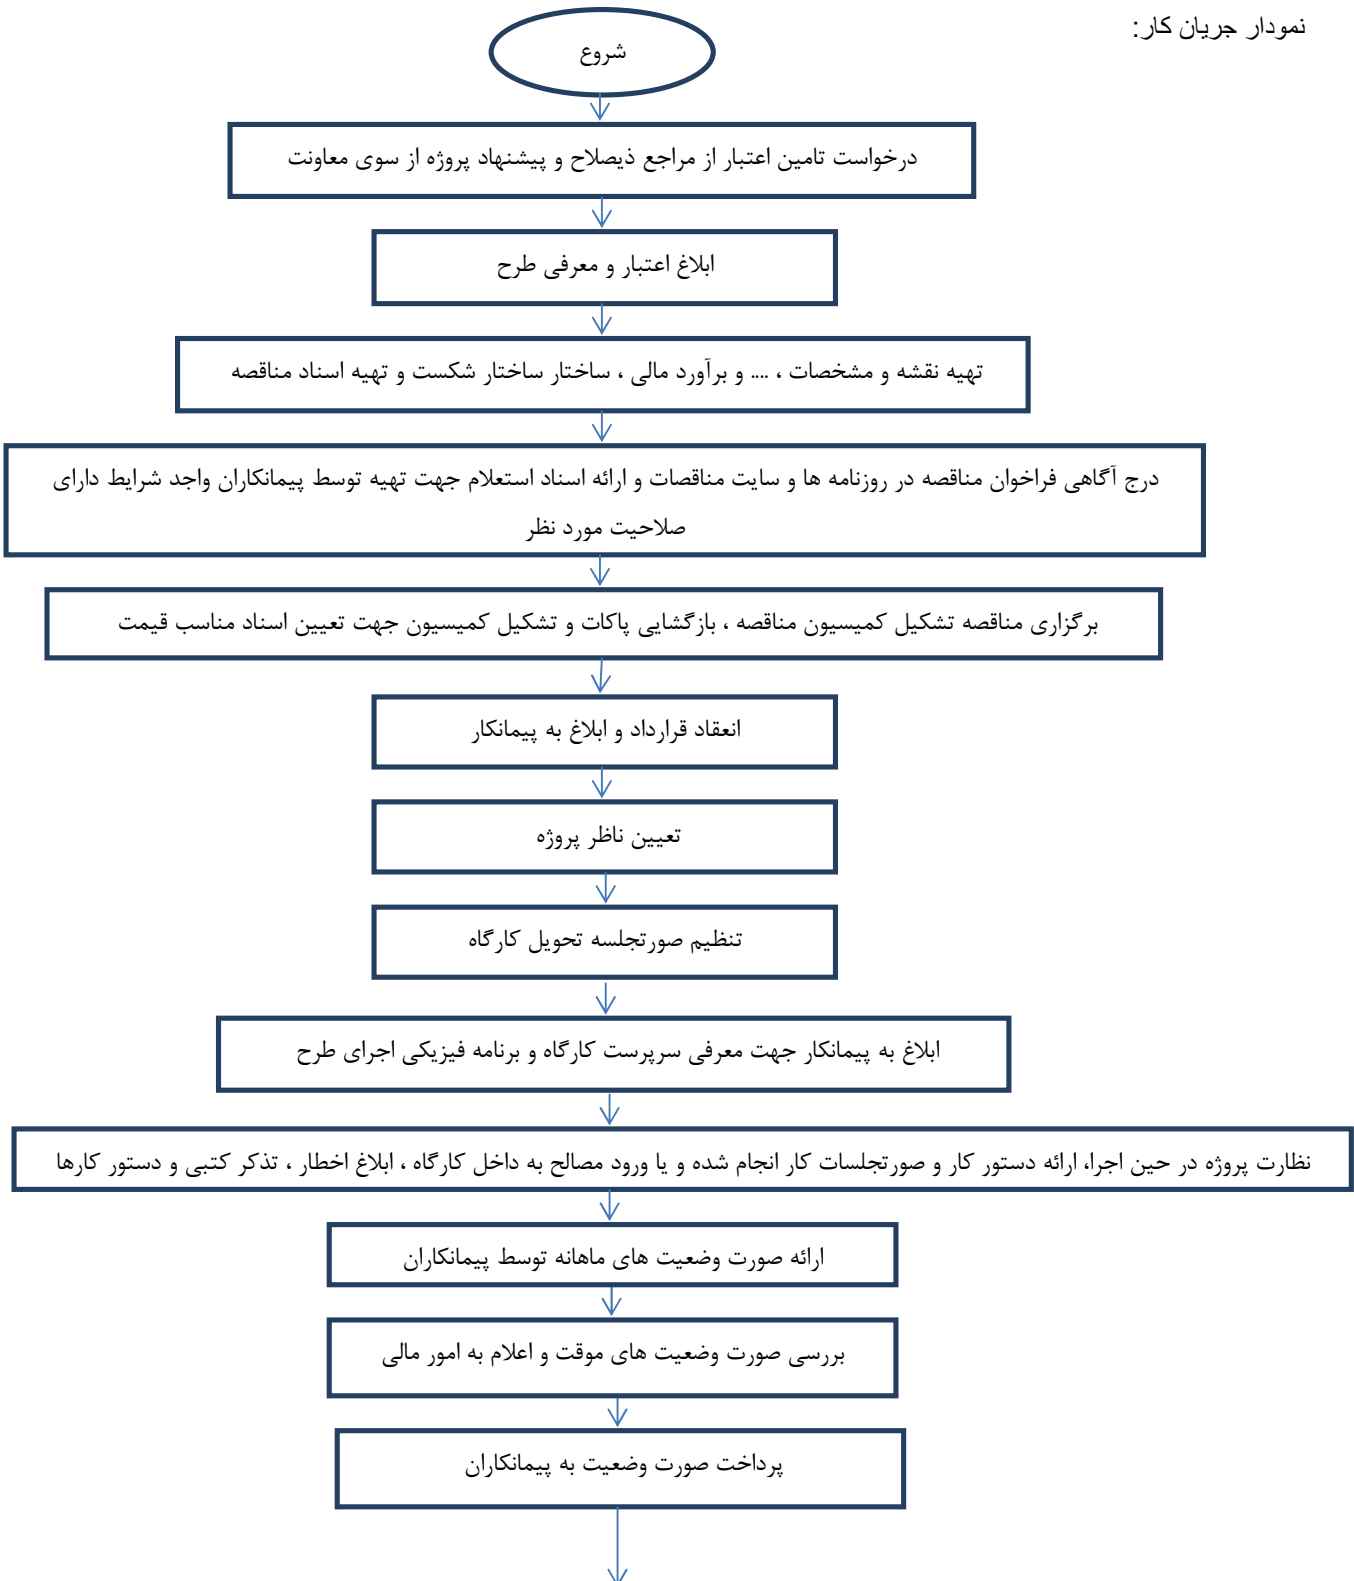 نمودار جریان کار:
شروع
درخواست تامین اعتبار از مراجع ذیصلاح و پیشنهاد پروژه از سوی معاونت
ابلاغ اعتبار و معرفی طرح
تهیه نقشه و مشخصات ، .... و برآورد مالی ، ساختار ساختار شکست و تهیه اسناد مناقصه
درج آگاهی فراخوان مناقصه در روزنامه ها و سایت مناقصات و ارائه اسناد استعلام جهت تهیه توسط پیمانکاران واجد شرایط دارای
صلاحیت مورد نظر
برگزاری مناقصه تشکیل کمیسیون مناقصه ، بازگشایی پاکات و تشکیل کمیسیون جهت تعیین اسناد مناسب قیمت
انعقاد قرارداد و ابلاغ به پیمانکار
تعیین ناظر پروژه
تنظیم صورتجلسه تحویل کارگاه
ابلاغ به پیمانکار جهت معرفی سرپرست کارگاه و برنامه فیزیکی اجرای طرح
نظارت پروژه در حین اجرا، ارائه دستور کار و صورتجلسات کار انجام شده و یا ورود مصالح به داخل کارگاه ، ابلاغ اخطار ، تذکر کتبی و دستور کارها
ارائه صورت وضعیت های ماهانه توسط پیمانکاران
بررسی صورت وضعیت های موقت و اعلام به امور مالی
پرداخت صورت وضعیت به پیمانکاران